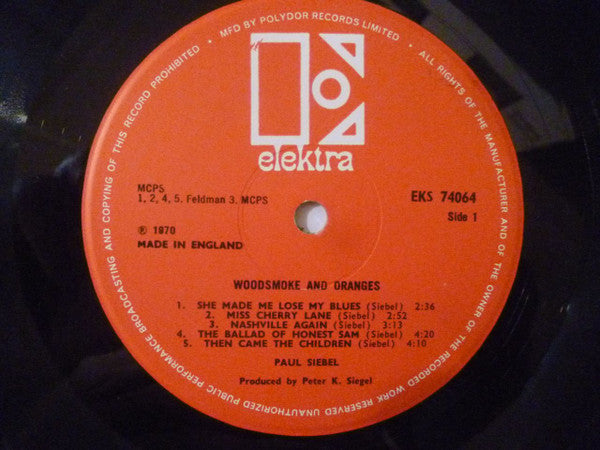 MFD BY POLYDOR RECORDS LIMITED • ALL RIGHTS OF THE MANUFACTURER AND OF THE OWNER OF THE RECORDED WORK RESERVED UNAUTHORIZED PUBLIC PERFORMANCE BROADCASTING AND COPYING OF THIS RECORD PROHIBITED •
elektra
MCPS
1, 2, 4, 5. Feldman 3. MCPS
EKS 74064
Side 1
℗ 1970
MADE IN ENGLAND
WOODSMOKE AND ORANGES
1. SHE MADE ME LOSE MY BLUES (Siebel) 2:36
2. MISS CHERRY LANE (Siebel) 2:52
3. NASHVILLE AGAIN (Siebel) 3:13
4. THE BALLAD OF HONEST SAM (Siebel) 4:20
5. THEN CAME THE CHILDREN (Siebel) 4:10
PAUL SIEBEL
Produced by Peter K. Siegel